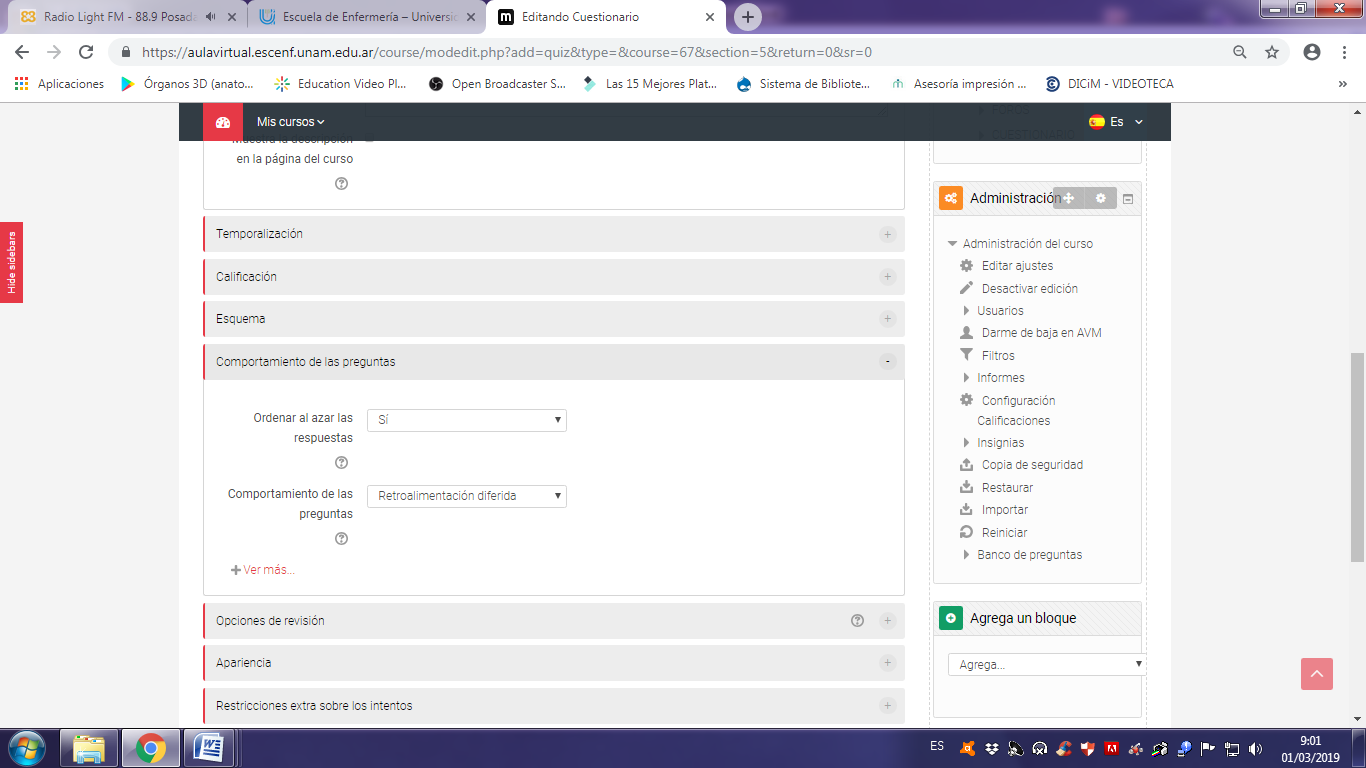 Radio Light FM - 88.9 Posada
Escuela de Enfermería – Universid
Editando Cuestionario
https://aulavirtual.escenf.unam.edu.ar/course/modedit.php?add=quiz&type=&course=67&section=5&return=0&sr=0
Aplicaciones
Órganos 3D (anato...
Education Video Pl...
Open Broadcaster S...
Las 15 Mejores Plat...
Sistema de Bibliote...
Asesoría impresión ...
DICiM - VIDEOTECA
»
Mis cursos
Es
Hide sidebars
Muestra la descripción
en la página del curso
Temporalización
Calificación
Esquema
Comportamiento de las preguntas
Ordenar al azar las
respuestas
Sí
Comportamiento de las
preguntas
Retroalimentación diferida
Ver más...
Opciones de revisión
Apariencia
Restricciones extra sobre los intentos
Administración
Administración del curso
Editar ajustes
Desactivar edición
Usuarios
Darme de baja en AVM
Filtros
Informes
Configuración
Calificaciones
Insignias
Copia de seguridad
Restaurar
Importar
Reiniciar
Banco de preguntas
Agrega un bloque
Agrega...
ES
9:01
01/03/2019